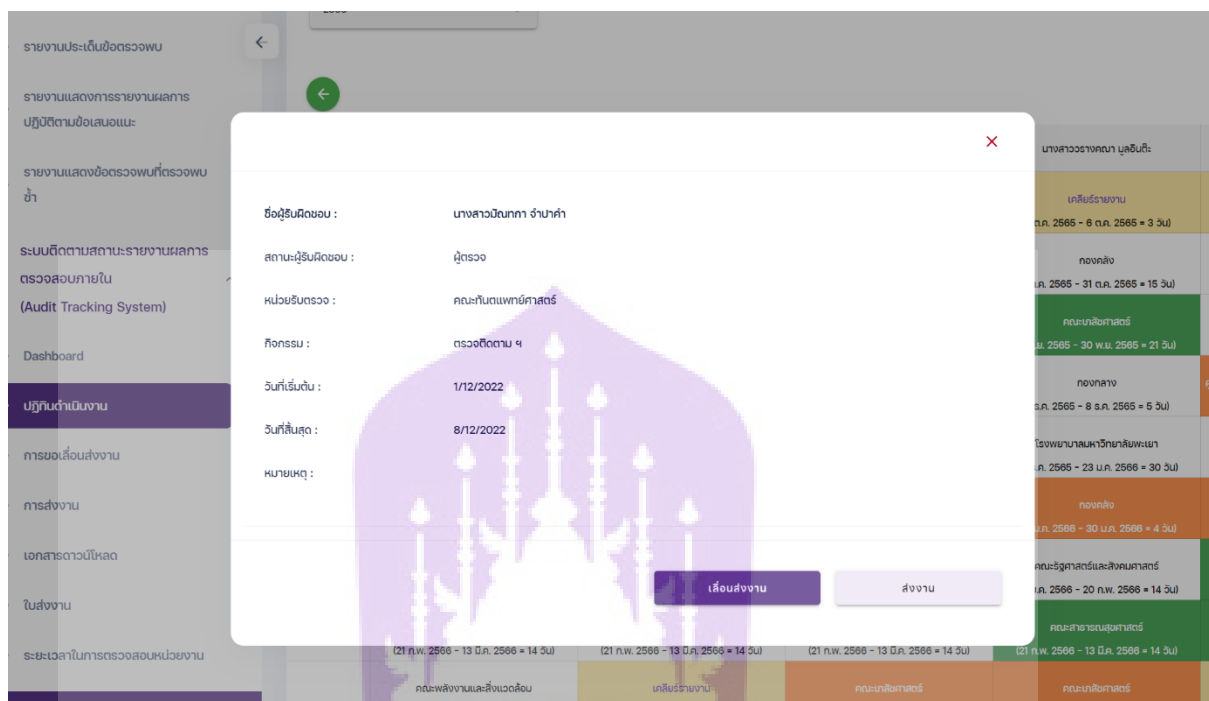 รายงานประเด็นข้อตรวจพบ
รายงานแสดงการรายงานผลการ
ปฏิบัติตามข้อเสนอแนะ
รายงานแสดงข้อตรวจพบที่ตรวจพบ
ซ้ำ
ระบบติดตามสถานะรายงานผลการ
ตรวจสอบภายใน
(Audit Tracking System)
Dashboard
ปฏิทินดำเนินงาน
การขอเลื่อนส่งงาน
การส่งงาน
เอกสารดาวน์โหลด
ใบส่งงาน
ระยะเวลาในการตรวจสอบหน่วยงาน
ชื่อผู้รับผิดชอบ : นางสาวมัณฑกา จำปาคำ
สถานะผู้รับผิดชอบ : ผู้ตรวจ
หน่วยรับตรวจ : คณะทันตแพทย์ศาสตร์
กิจกรรม : ตรวจติดตาม ฯ
วันที่เริ่มต้น : 1/12/2022
วันที่สิ้นสุด : 8/12/2022
หมายเหตุ :
เลื่อนส่งงาน ส่งงาน
นางสาววรางคณา มูลอินต๊ะ
เคลียร์รายงาน
ต.ค. 2565 - 6 ต.ค. 2565 = 3 วัน)
กองคลัง
.ค. 2565 - 31 ต.ค. 2565 = 15 วัน)
คณะเภสัชศาสตร์
.ย. 2565 - 30 พ.ย. 2565 = 21 วัน)
กองกลาง
ธ.ค. 2565 - 8 ธ.ค. 2565 = 5 วัน)
โรงพยาบาลมหาวิทยาลัยพะเยา
.ค. 2565 - 23 ม.ค. 2566 = 30 วัน)
กองคลัง
ม.ค. 2566 - 30 ม.ค. 2566 = 4 วัน)
คณะรัฐศาสตร์และสังคมศาสตร์
.ค. 2566 - 20 ก.พ. 2566 = 14 วัน)
คณะสาธารณสุขศาสตร์
(21 ก.พ. 2566 - 13 มี.ค. 2566 = 14 วัน) (21 ก.พ. 2566 - 13 มี.ค. 2566 = 14 วัน) (21 ก.พ. 2566 - 13 มี.ค. 2566 = 14 วัน) (21 ก.พ. 2566 - 13 มี.ค. 2566 = 14 วัน)
คณะพลังงานและสิ่งแวดล้อม เคลียร์รายงาน คณะเภสัชศาสตร์ คณะเภสัชศาสตร์